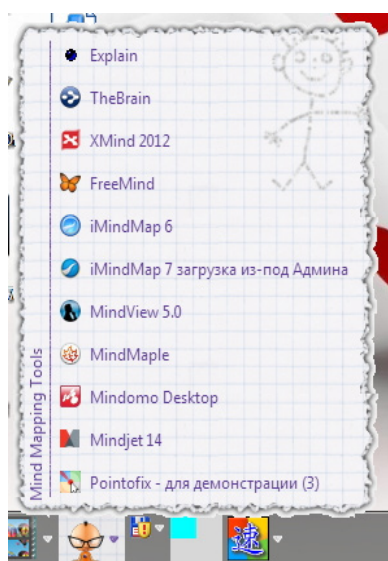 Explain
TheBrain
XMind 2012
FreeMind
iMindMap 6
iMindMap 7 загрузка из-под Админа
MindView 5.0
MindMaple
Mindomo Desktop
Mindjet 14
Pointofix - для демонстрации (3)
Mind Mapping Tools
速